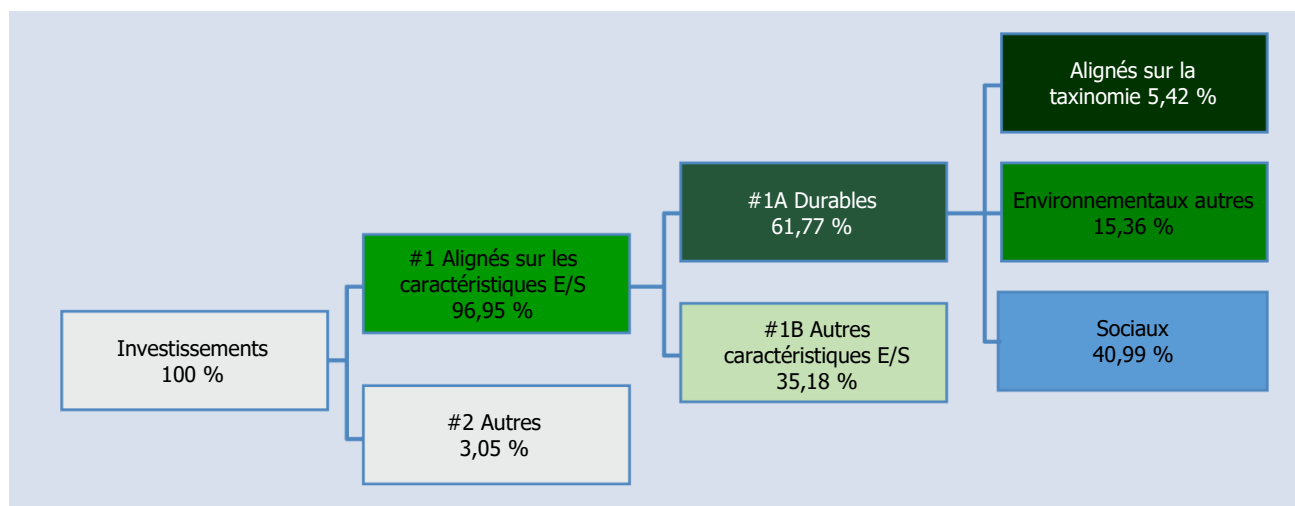 Investissements
100 %
#1 Alignés sur les
caractéristiques E/S
96,95 %
#2 Autres
3,05 %
#1A Durables
61,77 %
#1B Autres
caractéristiques E/S
35,18 %
Alignés sur la
taxinomie 5,42 %
Environnementaux autres
15,36 %
Sociaux
40,99 %